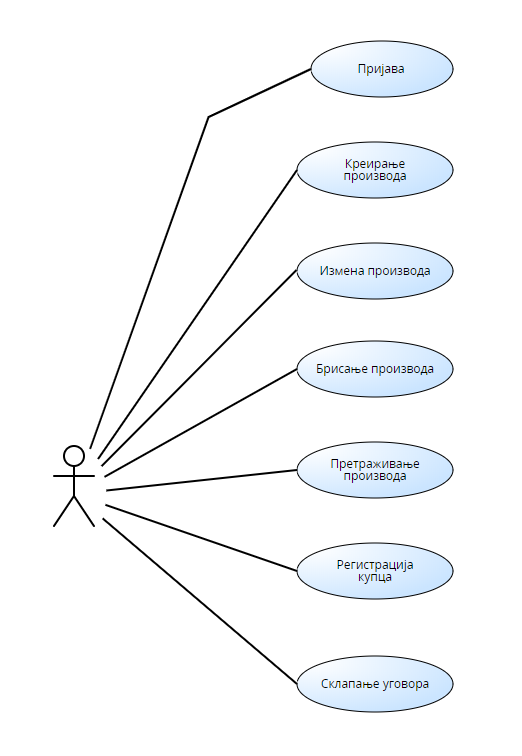 Пријава
Креирање
производа
Измена производа
Брисање производа
Претраживање
производа
Регистрација
купца
Склапање уговора